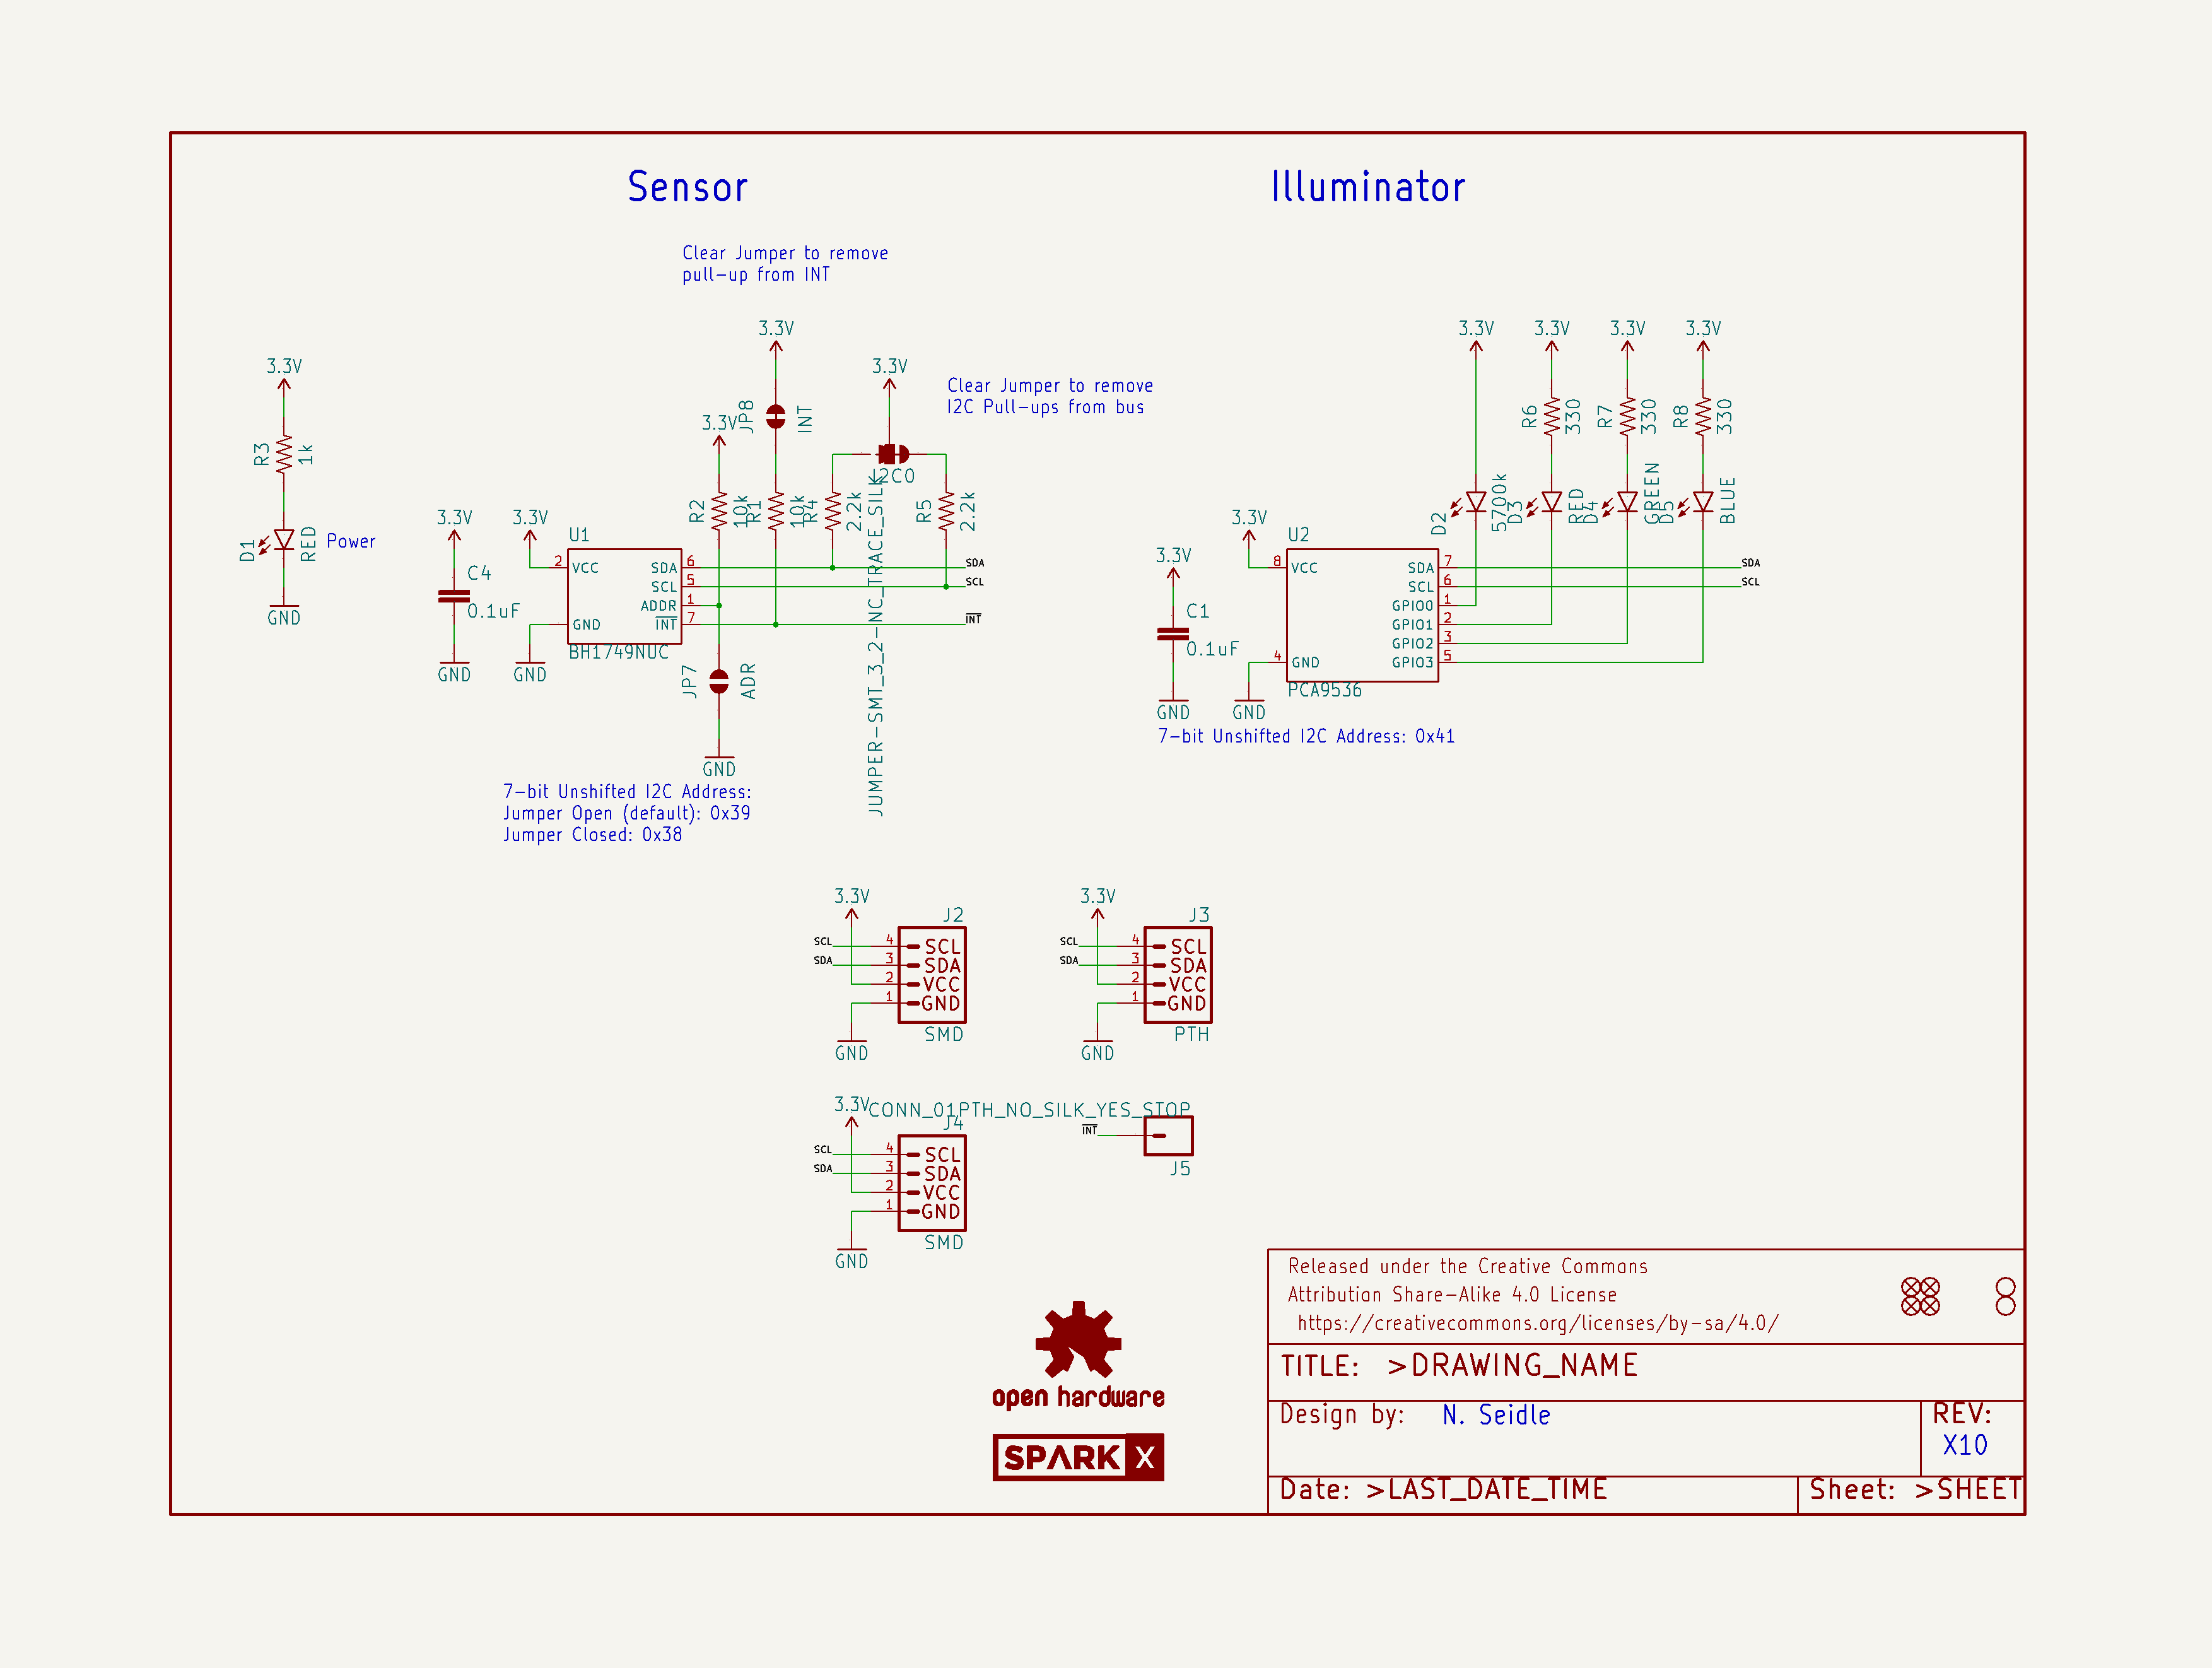 Sensor
Illuminator
Clear Jumper to remove
pull-up from INT
3.3V
3.3V
3.3V
3.3V
3.3V
3.3V
3.3V
3.3V
Clear Jumper to remove
I2C Pull-ups from bus
JP8
INT
3.3V
R3
1k
R6
330
R7
330
R8
330
I2C0
JUMPER-SMT_3_2-NC_TRACE_SILK
R2
10k
R1
10k
R4
2.2k
R5
2.2k
D2
5700k
D3
RED
D4
GREEN
D5
BLUE
D1
RED
Power
3.3V
3.3V
U1
3.3V
U2
3.3V
C4
0.1uF
2
VCC
GND
SDA
6
SCL
5
ADDR
1
INT
7
BH1749NUC
SDA
SCL
INT
GND
GND
GND
JP7
ADR
GND
C1
0.1uF
8
VCC
4
GND
SDA
7
SCL
6
GPIO0
1
GPIO1
2
GPIO2
3
GPIO3
5
PCA9536
SDA
SCL
GND
GND
7-bit Unshifted I2C Address: 0x41
7-bit Unshifted I2C Address:
Jumper Open (default): 0x39
Jumper Closed: 0x38
3.3V
J2
SCL
4
SCL
SDA
3
SDA
2
VCC
1
GND
SMD
GND
3.3V
J3
SCL
4
SCL
SDA
3
SDA
2
VCC
1
GND
PTH
GND
3.3V
CONN_01PTH_NO_SILK_YES_STOP
J4
SCL
4
SCL
SDA
3
SDA
2
VCC
1
GND
SMD
GND
INT
J5
open hardware
SPARK X
Released under the Creative Commons
Attribution Share-Alike 4.0 License
https://creativecommons.org/licenses/by-sa/4.0/
TITLE: >DRAWING_NAME
Design by: N. Seidle
REV:
X10
Date: >LAST_DATE_TIME
Sheet: >SHEET